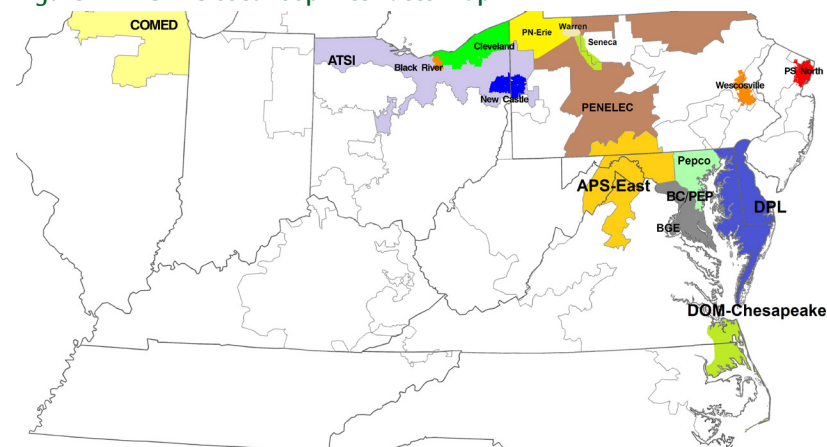 COMED
ATSI
Black River
Cleveland
New Castle
PN-Erie
Warren
Seneca
PENELEC
Wescosville
PS North
APS-East
Pepco
BC/PEP
BGE
DPL
DOM-Chesapeake